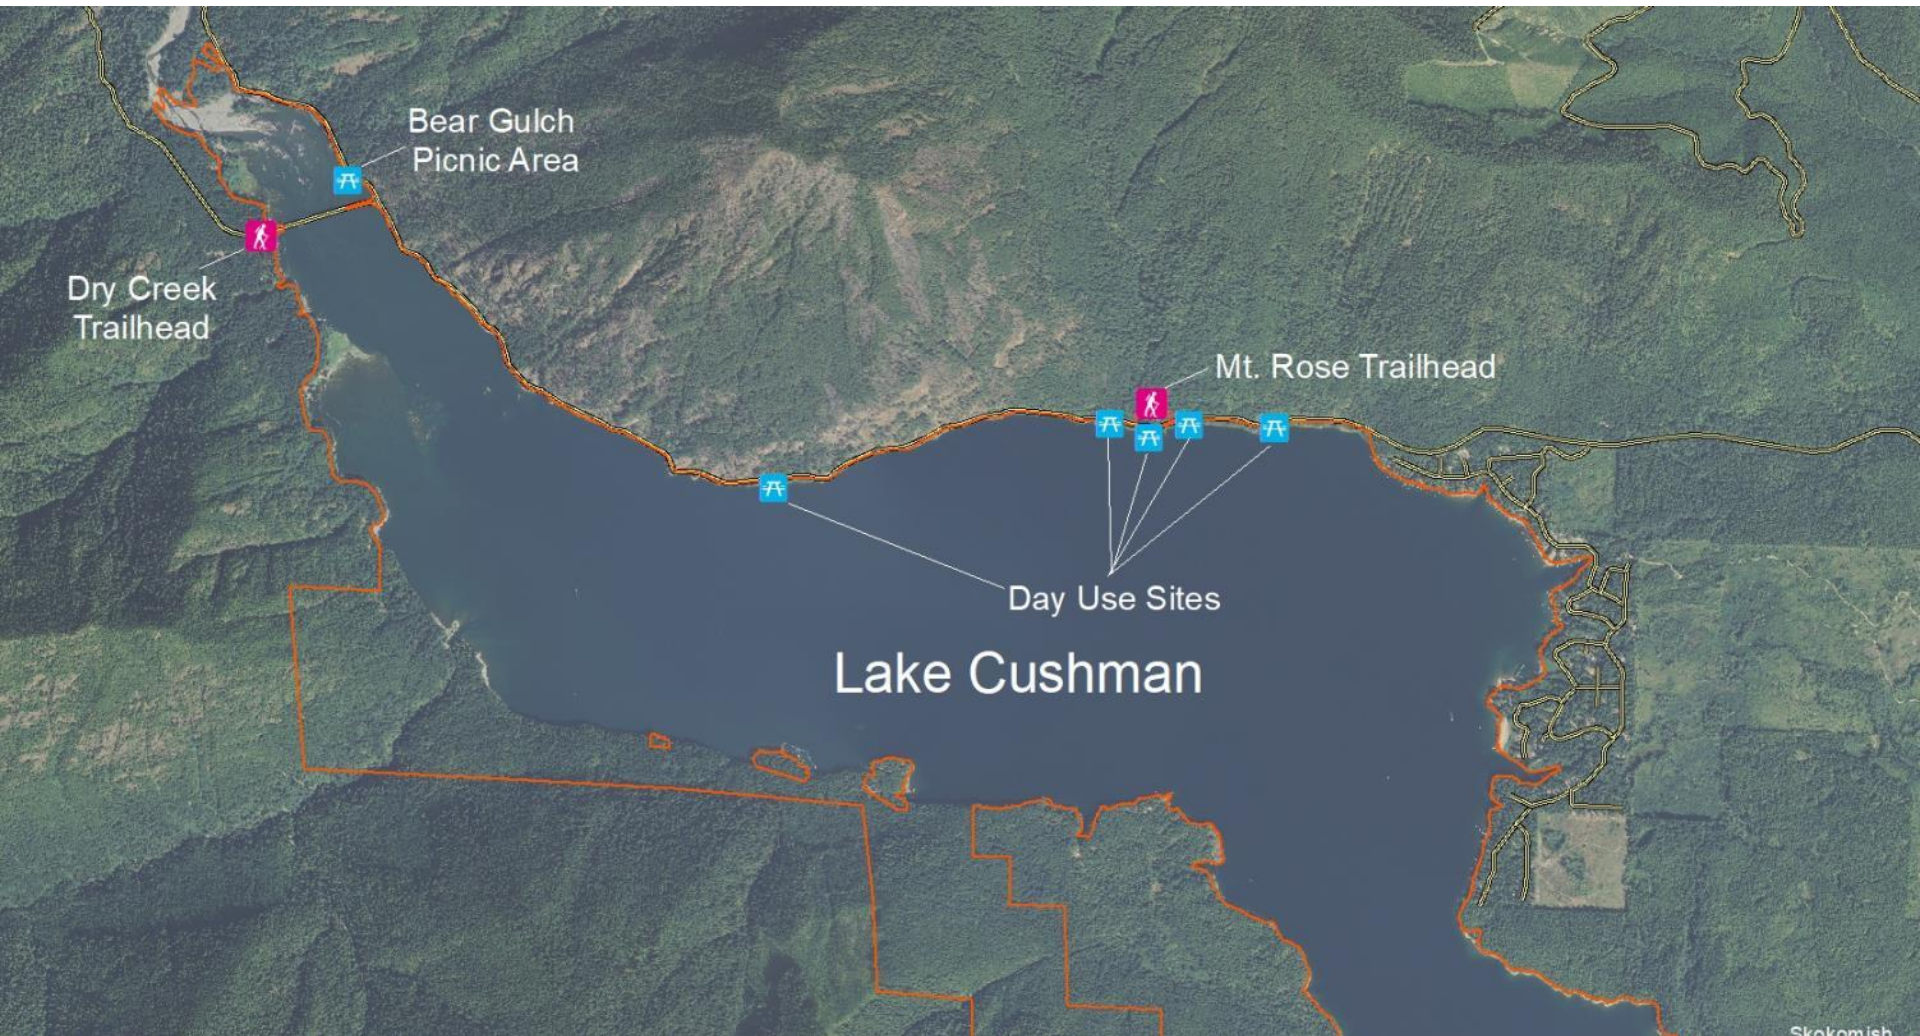 Bear Gulch
Picnic Area
Dry Creek
Trailhead
Mt. Rose Trailhead
Day Use Sites
Lake Cushman
Skokomish